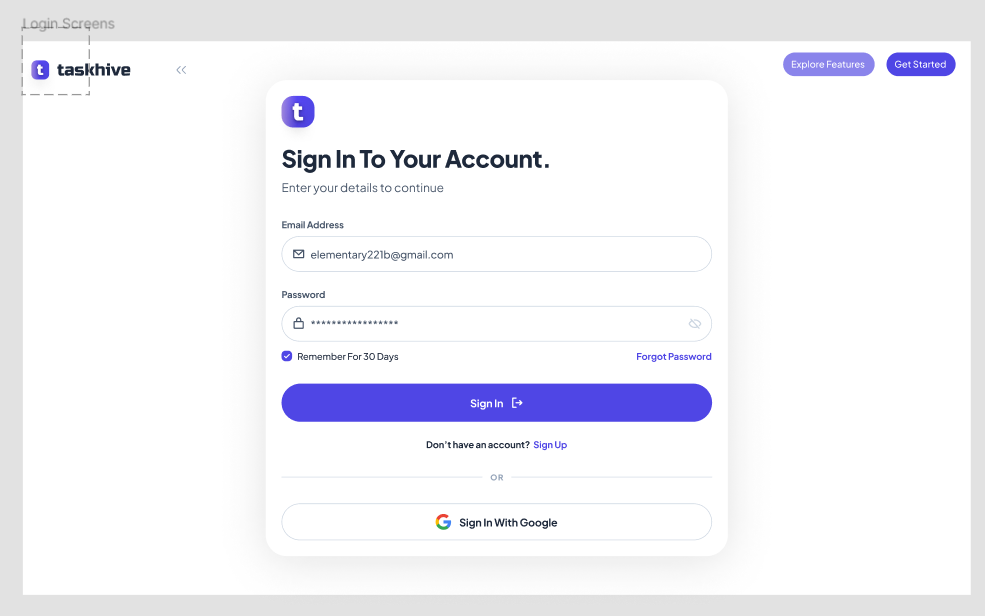 Login Screens
t taskhive
Explore Features
Get Started
t
Sign In To Your Account.
Enter your details to continue
Email Address
elementary221b@gmail.com
Password
*****************
Remember For 30 Days
Forgot Password
Sign In
Don't have an account? Sign Up
OR
Sign In With Google